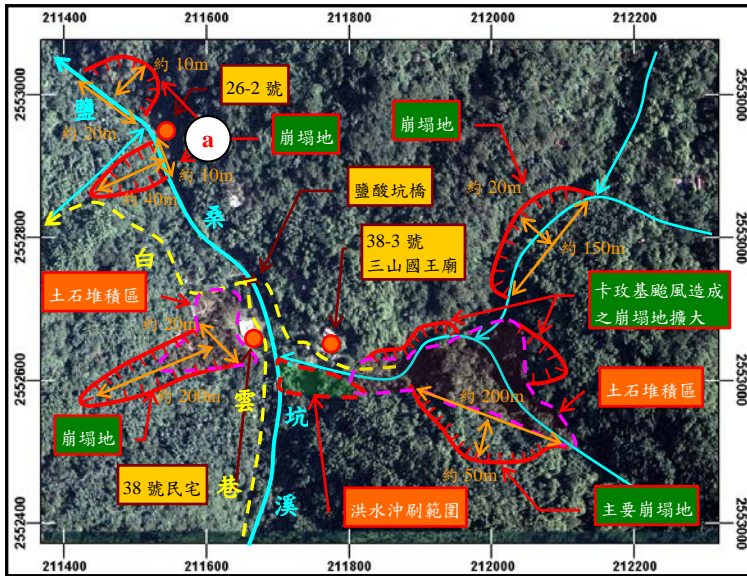 211400
211600
211800
212000
212200
2553000
2552800
2552600
2552400
2553000
2553000
2553000
2553000
約 10m
26-2 號
鹽
a
崩塌地
崩塌地
約 20m
約 10m
約 40m
桑
鹽酸坑橋
約 20m
38-3 號
三山國王廟
約 150m
白
土石堆積區
卡玫基颱風造成
之崩塌地擴大
約 20m
約 200m
雲
坑
約 200m
土石堆積區
崩塌地
38 號民宅
巷
溪
洪水沖刷範圍
約 50m
主要崩塌地
211400
211600
211800
212000
212200